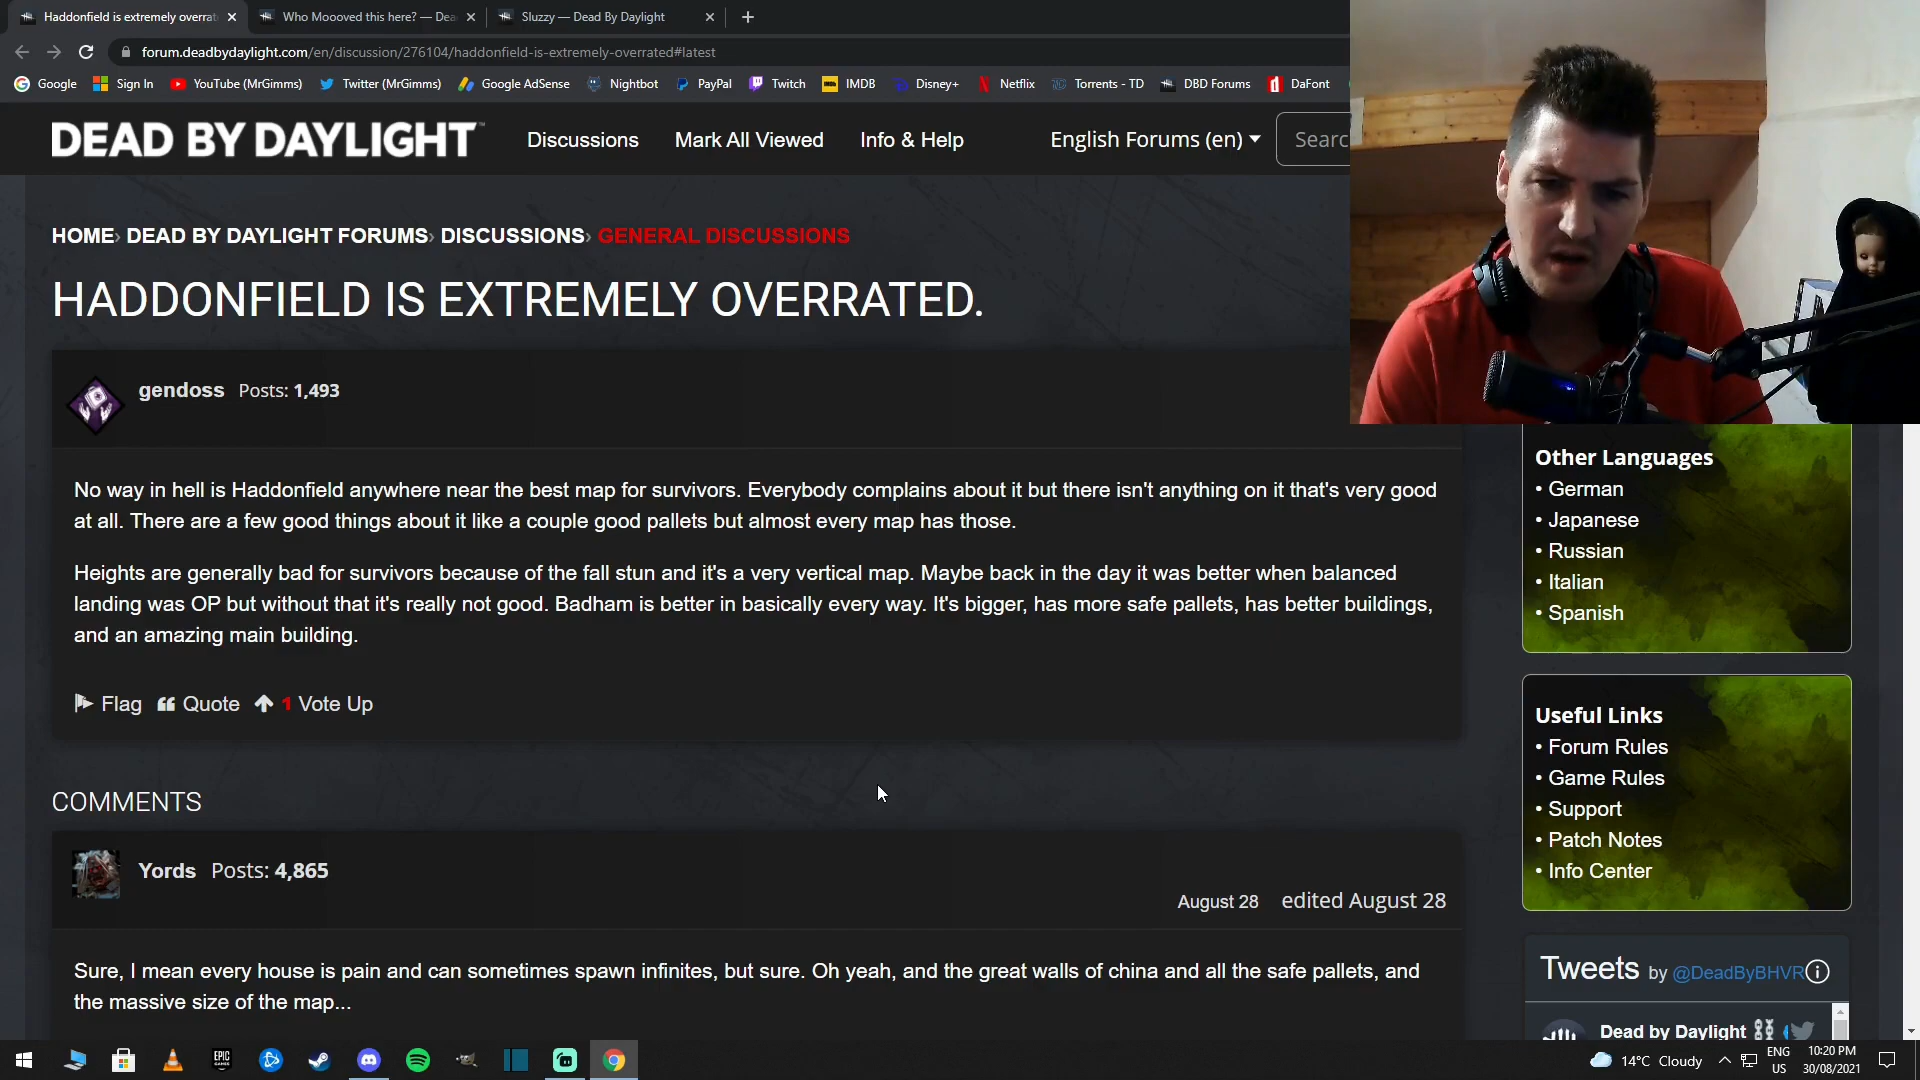 Haddonfield is extremely overrat
Who Moooved this here? — Dea
Sluzzy — Dead By Daylight
forum.deadbydaylight.com/en/discussion/276104/haddonfield-is-extremely-overrated#latest
Google Sign In YouTube (MrGimms) Twitter (MrGimms) Google AdSense Nightbot PayPal Twitch IMDB Disney+ Netflix Torrents - TD DBD Forums DaFont
DEAD BY DAYLIGHT Discussions Mark All Viewed Info & Help English Forums (en) Searc
HOME› DEAD BY DAYLIGHT FORUMS› DISCUSSIONS› GENERAL DISCUSSIONS
HADDONFIELD IS EXTREMELY OVERRATED.
gendoss Posts: 1,493
No way in hell is Haddonfield anywhere near the best map for survivors. Everybody complains about it but there isn't anything on it that's very good
at all. There are a few good things about it like a couple good pallets but almost every map has those.
Heights are generally bad for survivors because of the fall stun and it's a very vertical map. Maybe back in the day it was better when balanced
landing was OP but without that it's really not good. Badham is better in basically every way. It's bigger, has more safe pallets, has better buildings,
and an amazing main building.
Flag Quote 1 Vote Up
COMMENTS
Yords Posts: 4,865
August 28 edited August 28
Sure, I mean every house is pain and can sometimes spawn infinites, but sure. Oh yeah, and the great walls of china and all the safe pallets, and
the massive size of the map...
Other Languages
• German
• Japanese
• Russian
• Italian
• Spanish
Useful Links
• Forum Rules
• Game Rules
• Support
• Patch Notes
• Info Center
Tweets by @DeadByBHVR
Dead by Daylight
EPIC GAMES
14°C Cloudy
ENG
US
10:20 PM
30/08/2021